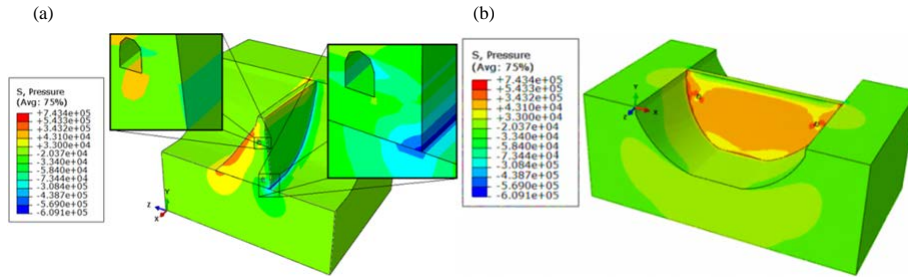 (a)
(b)
S, Pressure
(Avg: 75%)
+7.434e+05
+5.433e+05
+3.432e+05
+4.310e+04
+3.300e+04
-2.037e+04
-3.340e+04
-5.840e+04
-7.344e+04
-3.084e+05
-4.387e+05
-5.690e+05
-6.091e+05
Y
Z
X
S, Pressure
(Avg: 75%)
+7.434e+05
+5.433e+05
+3.432e+05
+4.310e+04
+3.300e+04
-2.037e+04
-3.340e+04
-5.840e+04
-7.344e+04
-3.084e+05
-4.387e+05
-5.690e+05
-6.091e+05
Y
Z
X